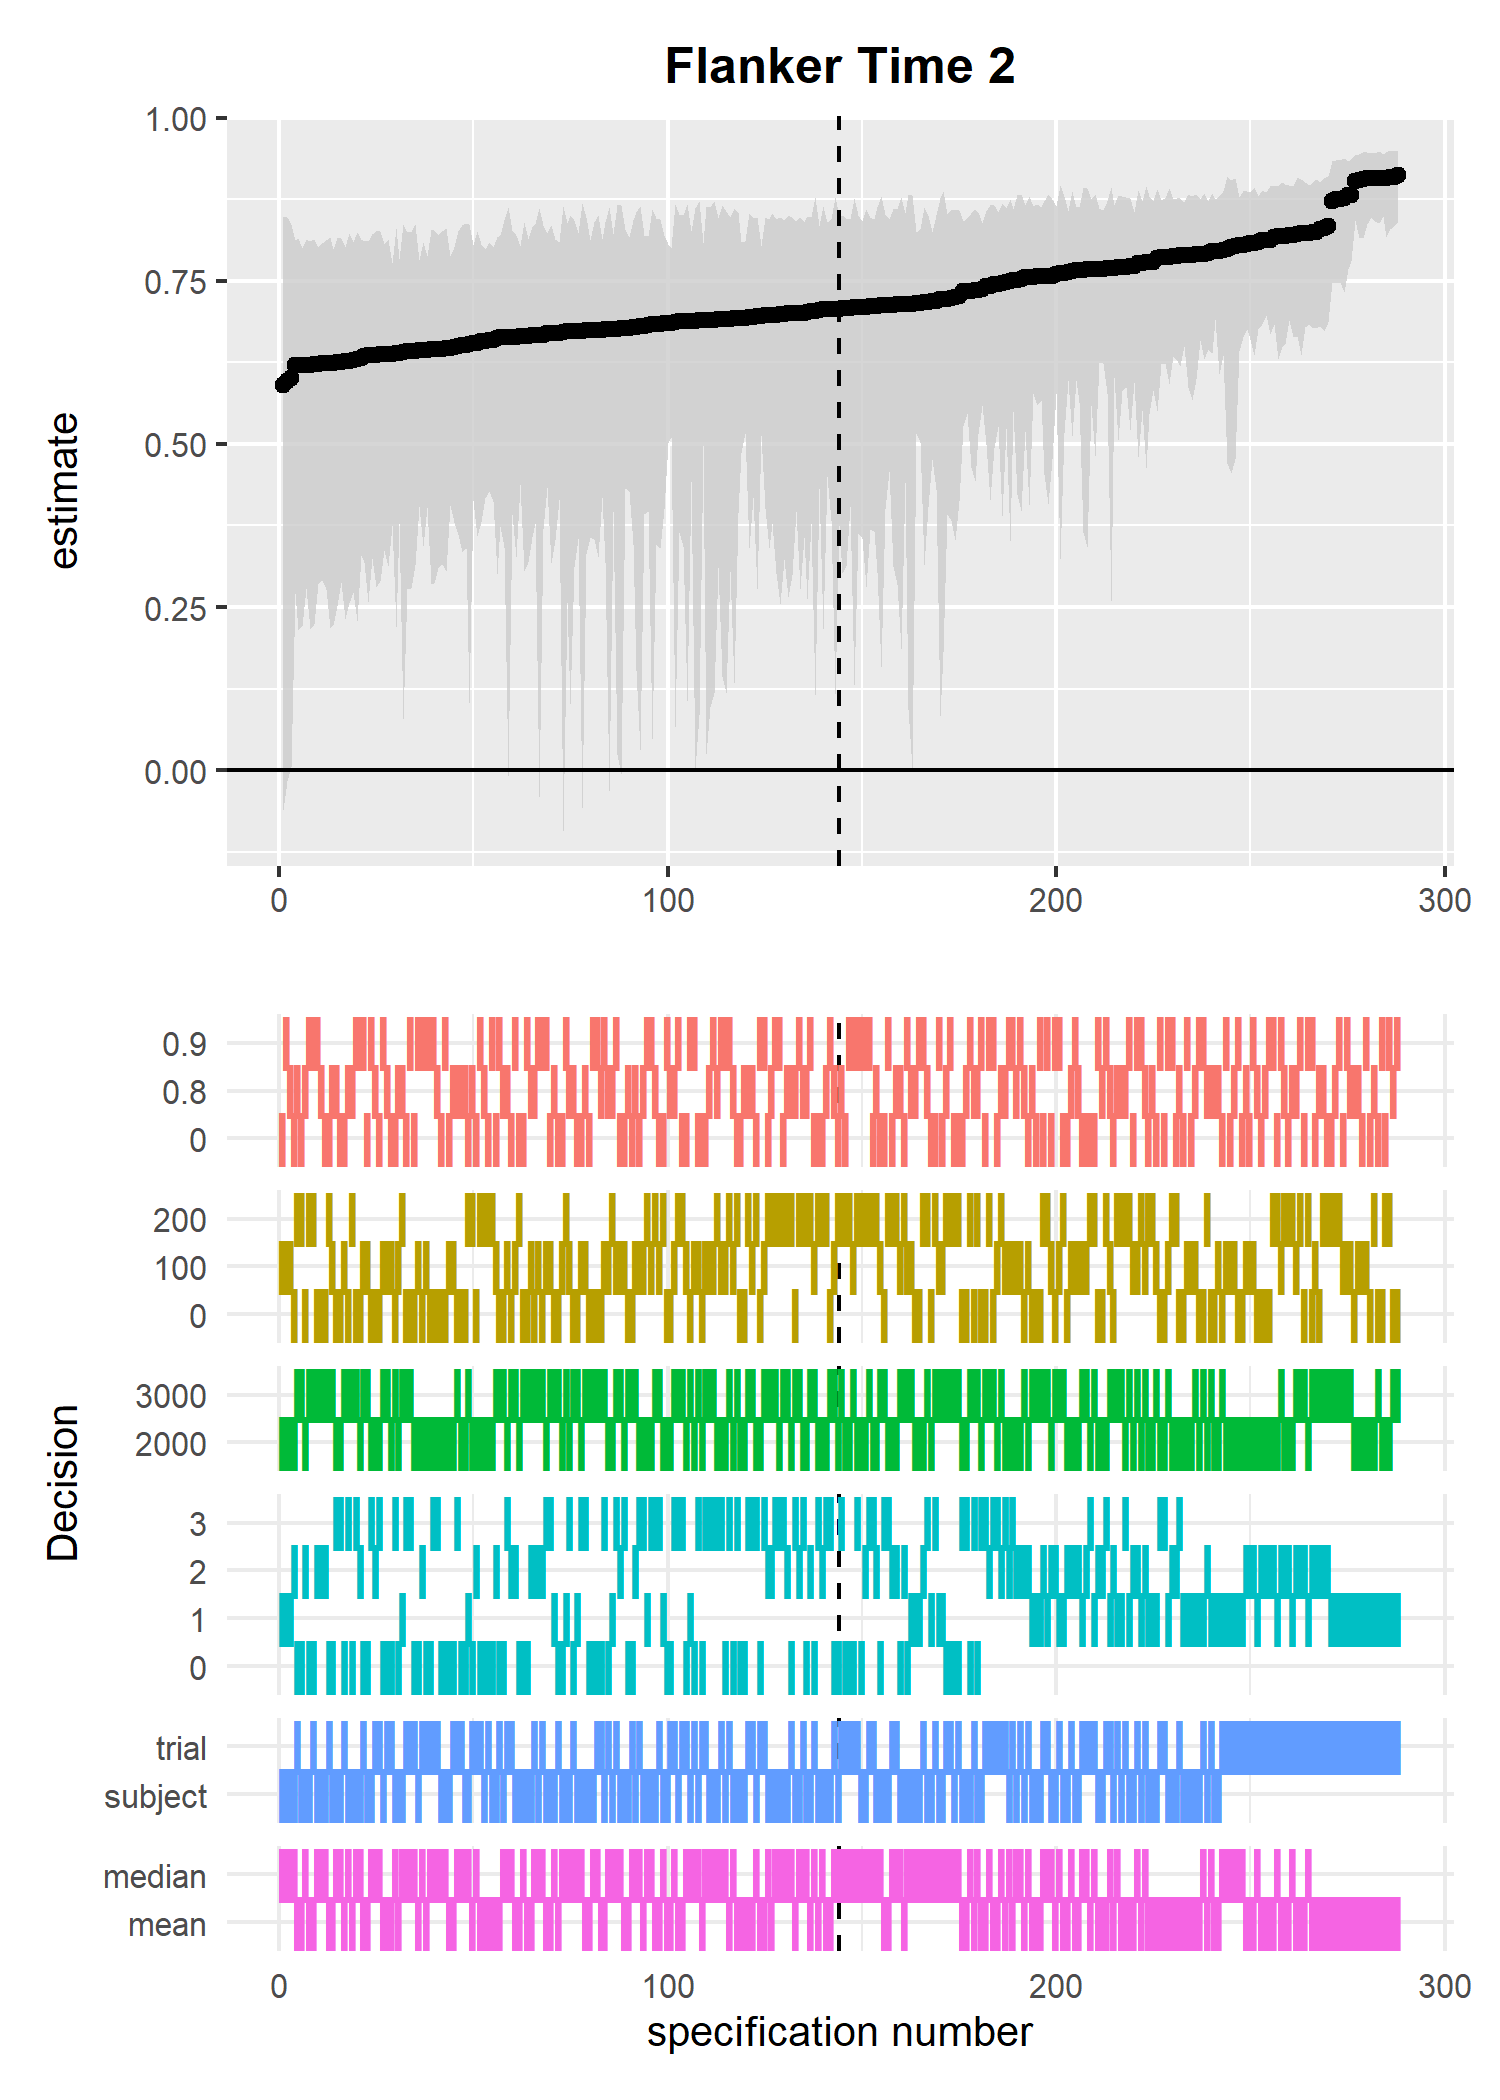 Flanker Time 2
1.00
0.75
0.50
0.25
0.00
estimate
0 100 200 300
0.9
0.8
0
200
100
0
3000
2000
3
2
1
0
trial
subject
median
mean
Decision
0 100 200 300
specification number